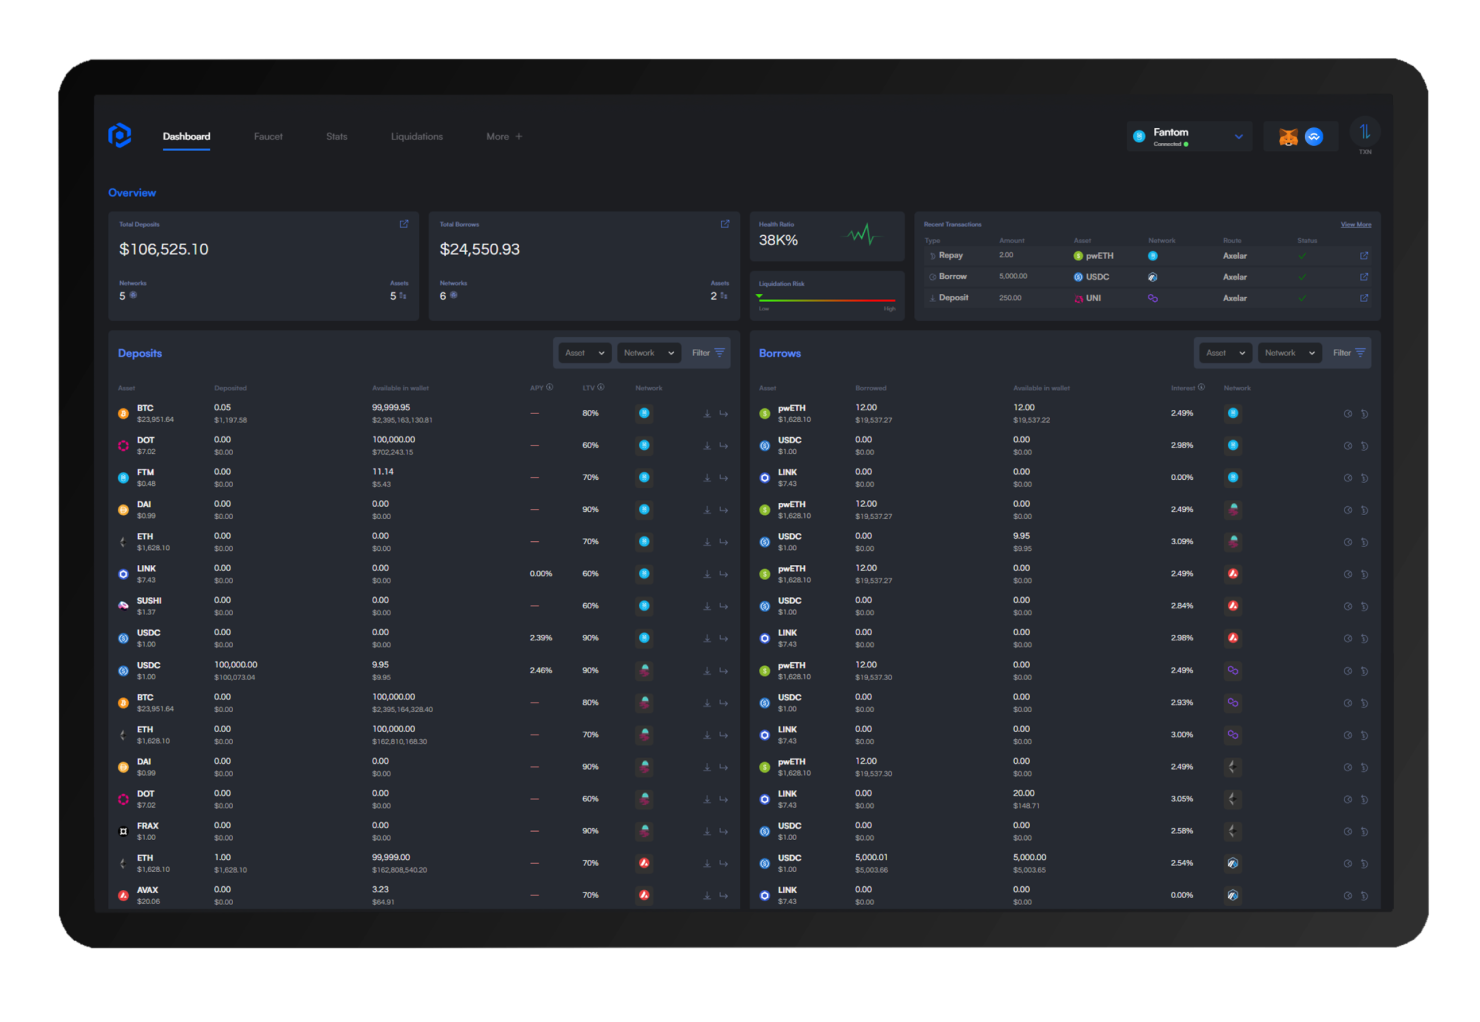 Dashboard Faucet Stats Liquidations More +
Fantom
Connected
TXN
Overview
Total Deposits
$106,525.10
Networks Assets
5 5
Total Borrows
$24,550.93
Networks Assets
6 2
Health Ratio
38K%
Liquidation Risk
Low High
Recent Transactions View More
Type Amount Asset Network Route Status
Repay 2.00 pwETH Axelar
Borrow 5,000.00 USDC Axelar
Deposit 250.00 UNI Axelar
Deposits Asset Network Filter
Asset Deposited Available in wallet APY LTV Network
BTC 0.05 99,999.95 — 80%
$23,951.64 $1,197.58 $2,395,163,130.81
DOT 0.00 100,000.00 — 60%
$7.02 $0.00 $702,243.15
FTM 0.00 11.14 — 70%
$0.48 $0.00 $5.43
DAI 0.00 0.00 — 90%
$0.99 $0.00 $0.00
ETH 0.00 0.00 — 70%
$1,628.10 $0.00 $0.00
LINK 0.00 0.00 0.00% 60%
$7.43 $0.00 $0.00
SUSHI 0.00 0.00 — 60%
$1.37 $0.00 $0.00
USDC 0.00 0.00 2.39% 90%
$1.00 $0.00 $0.00
USDC 100,000.00 9.95 2.46% 90%
$1.00 $100,073.04 $9.95
BTC 0.00 100,000.00 — 80%
$23,951.64 $0.00 $2,395,164,328.40
ETH 0.00 100,000.00 — 70%
$1,628.10 $0.00 $162,810,168.30
DAI 0.00 0.00 — 90%
$0.99 $0.00 $0.00
DOT 0.00 0.00 — 60%
$7.02 $0.00 $0.00
FRAX 0.00 0.00 — 90%
$1.00 $0.00 $0.00
ETH 1.00 99,999.00 — 70%
$1,628.10 $1,628.10 $162,808,540.20
AVAX 0.00 3.23 — 70%
$20.06 $0.00 $64.91
Borrows Asset Network Filter
Asset Borrowed Available in wallet Interest Network
pwETH 12.00 12.00 2.49%
$1,628.10 $19,537.27 $19,537.22
USDC 0.00 0.00 2.98%
$1.00 $0.00 $0.00
LINK 0.00 0.00 0.00%
$7.43 $0.00 $0.00
pwETH 12.00 0.00 2.49%
$1,628.10 $19,537.27 $0.00
USDC 0.00 9.95 3.09%
$1.00 $0.00 $9.95
pwETH 12.00 0.00 2.49%
$1,628.10 $19,537.27 $0.00
USDC 0.00 0.00 2.84%
$1.00 $0.00 $0.00
LINK 0.00 0.00 2.98%
$7.43 $0.00 $0.00
pwETH 12.00 0.00 2.49%
$1,628.10 $19,537.30 $0.00
USDC 0.00 0.00 2.93%
$1.00 $0.00 $0.00
LINK 0.00 0.00 3.00%
$7.43 $0.00 $0.00
pwETH 12.00 0.00 2.49%
$1,628.10 $19,537.30 $0.00
LINK 0.00 20.00 3.05%
$7.43 $0.00 $148.71
USDC 0.00 0.00 2.58%
$1.00 $0.00 $0.00
USDC 5,000.01 5,000.00 2.54%
$1.00 $5,003.66 $5,003.65
LINK 0.00 0.00 0.00%
$7.43 $0.00 $0.00